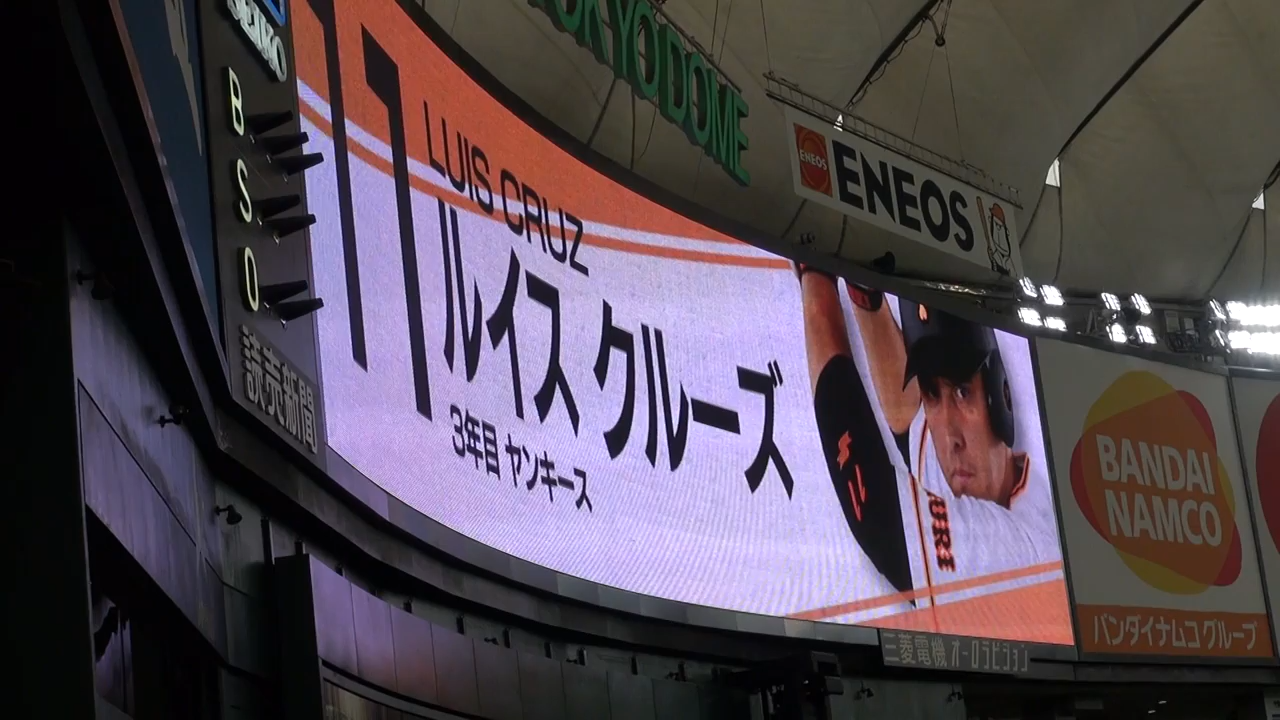 SEIKO
TOKYO DOME
ENEOS
ENEOS
B
S
O
読売新聞
11
LUIS CRUZ
ルイス クルーズ
3年目 ヤンキース
BANDAI
NAMCO
バンダイナムコグループ
三菱電機 オーロラビジョン